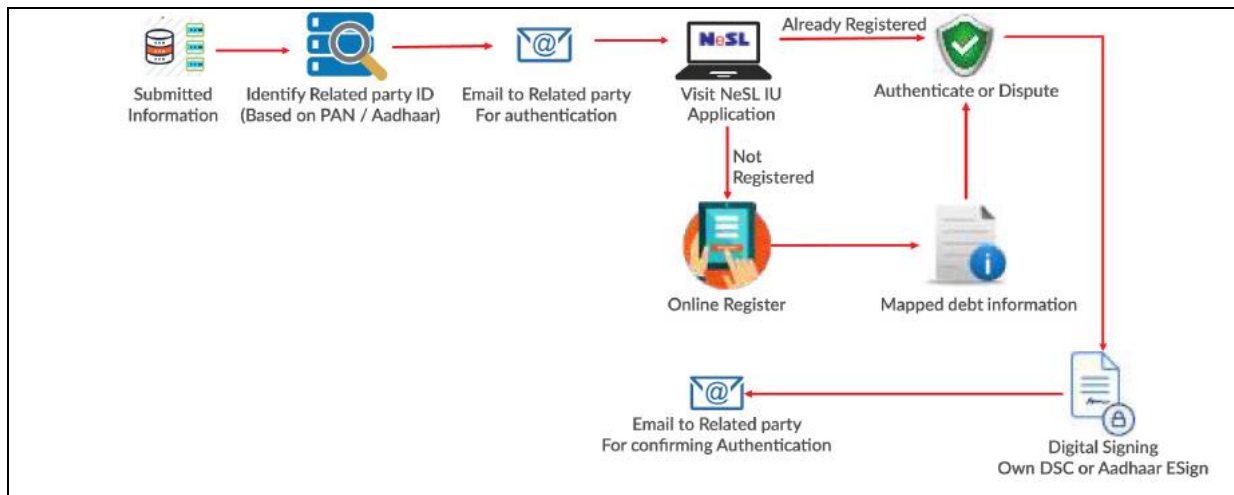 Submitted
Information
Identify Related party ID
(Based on PAN / Aadhaar)
@
Email to Related party
For authentication
NeSL
Visit NeSL IU
Application
Already Registered
Authenticate or Dispute
Not
Registered
Online Register
i
Mapped debt information
@
Email to Related party
For confirming Authentication
Digital Signing
Own DSC or Aadhaar ESign